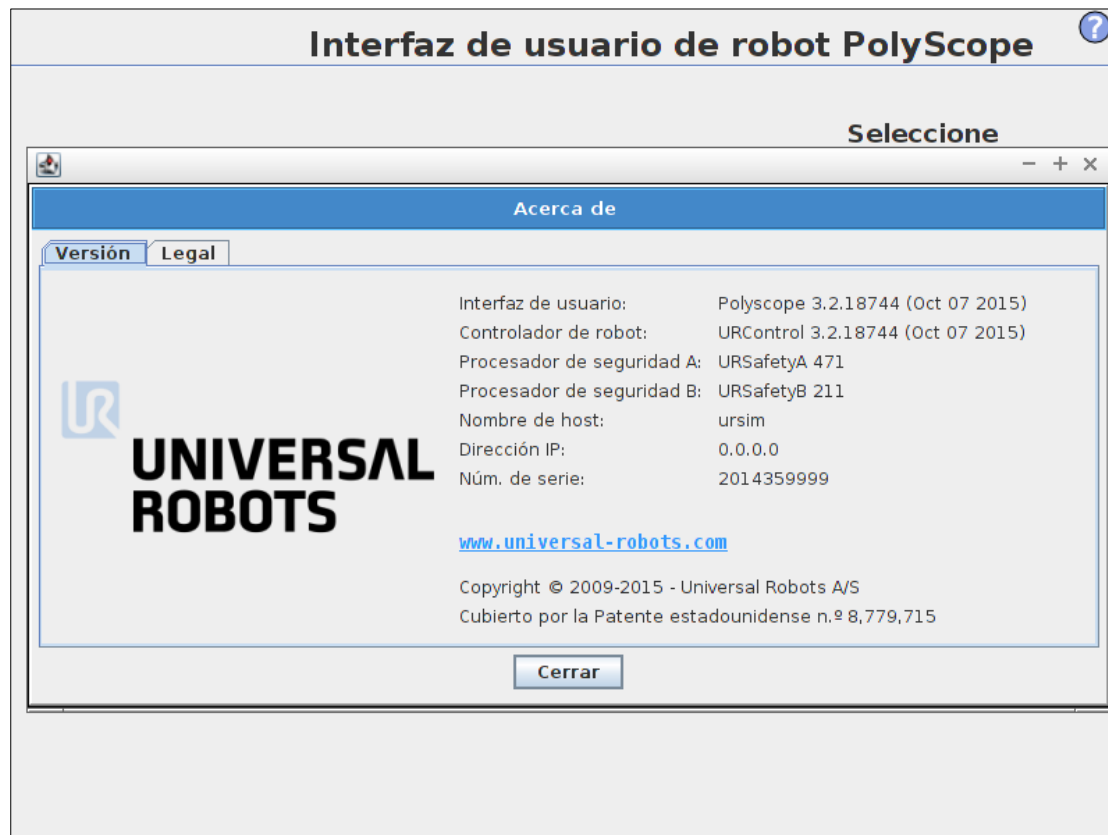 Interfaz de usuario de robot PolyScope
?
Seleccione
Acerca de
Versión Legal
Interfaz de usuario: Polyscope 3.2.18744 (Oct 07 2015)
Controlador de robot: URControl 3.2.18744 (Oct 07 2015)
Procesador de seguridad A: URSafetyA 471
Procesador de seguridad B: URSafetyB 211
Nombre de host: ursim
Dirección IP: 0.0.0.0
Núm. de serie: 2014359999
UR
UNIVERSAL
ROBOTS
www.universal-robots.com
Copyright © 2009-2015 - Universal Robots A/S
Cubierto por la Patente estadounidense n.º 8,779,715
Cerrar